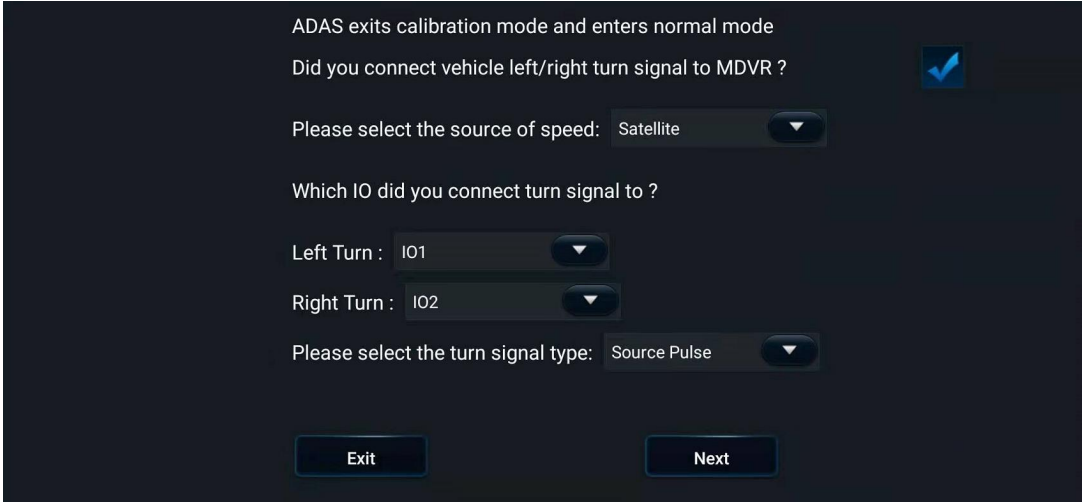 ADAS exits calibration mode and enters normal mode
Did you connect vehicle left/right turn signal to MDVR ?
Please select the source of speed: Satellite
Which IO did you connect turn signal to ?
Left Turn : IO1
Right Turn : IO2
Please select the turn signal type: Source Pulse
Exit Next